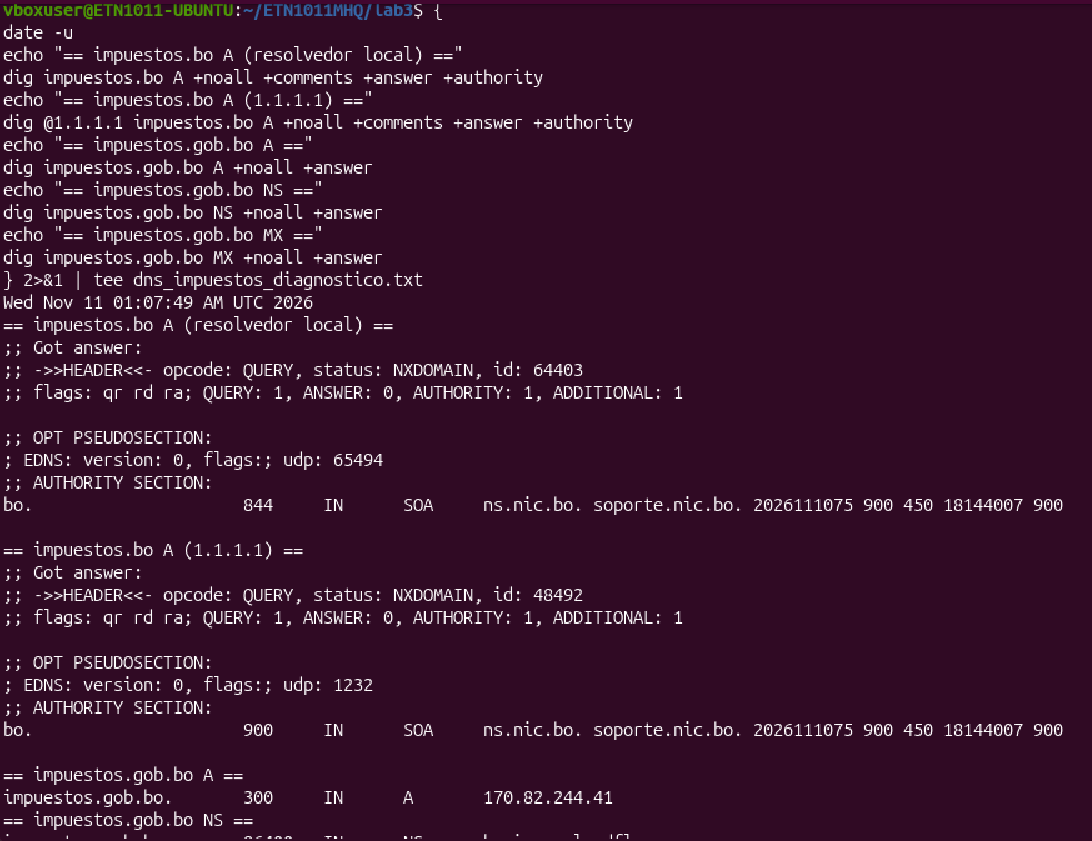 vboxuser@ETN1011-UBUNTU:~/ETN1011MHQ/lab3$ {
date -u
echo "== impuestos.bo A (resolvedor local) =="
dig impuestos.bo A +noall +comments +answer +authority
echo "== impuestos.bo A (1.1.1.1) =="
dig @1.1.1.1 impuestos.bo A +noall +comments +answer +authority
echo "== impuestos.gob.bo A =="
dig impuestos.gob.bo A +noall +answer
echo "== impuestos.gob.bo NS =="
dig impuestos.gob.bo NS +noall +answer
echo "== impuestos.gob.bo MX =="
dig impuestos.gob.bo MX +noall +answer
} 2>&1 | tee dns_impuestos_diagnostico.txt
Wed Nov 11 01:07:49 AM UTC 2026
== impuestos.bo A (resolvedor local) ==
;; Got answer:
;; ->>HEADER<<- opcode: QUERY, status: NXDOMAIN, id: 64403
;; flags: qr rd ra; QUERY: 1, ANSWER: 0, AUTHORITY: 1, ADDITIONAL: 1
;; OPT PSEUDOSECTION:
; EDNS: version: 0, flags:; udp: 65494
;; AUTHORITY SECTION:
bo. 844 IN SOA ns.nic.bo. soporte.nic.bo. 2026111075 900 450 18144007 900
== impuestos.bo A (1.1.1.1) ==
;; Got answer:
;; ->>HEADER<<- opcode: QUERY, status: NXDOMAIN, id: 48492
;; flags: qr rd ra; QUERY: 1, ANSWER: 0, AUTHORITY: 1, ADDITIONAL: 1
;; OPT PSEUDOSECTION:
; EDNS: version: 0, flags:; udp: 1232
;; AUTHORITY SECTION:
bo. 900 IN SOA ns.nic.bo. soporte.nic.bo. 2026111075 900 450 18144007 900
== impuestos.gob.bo A ==
impuestos.gob.bo. 300 IN A 170.82.244.41
== impuestos.gob.bo NS ==